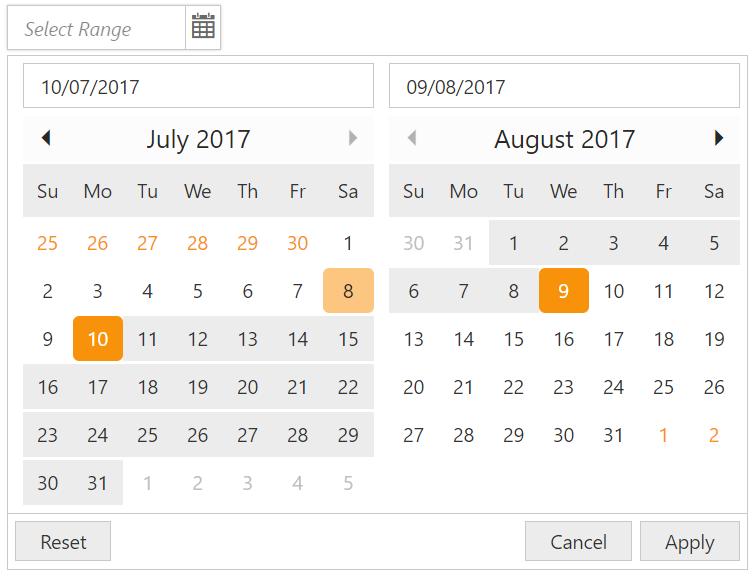 Select Range
10/07/2017 09/08/2017
July 2017 August 2017
Su Mo Tu We Th Fr Sa Su Mo Tu We Th Fr Sa
25 26 27 28 29 30 1 30 31 1 2 3 4 5
2 3 4 5 6 7 8 6 7 8 9 10 11 12
9 10 11 12 13 14 15 13 14 15 16 17 18 19
16 17 18 19 20 21 22 20 21 22 23 24 25 26
23 24 25 26 27 28 29 27 28 29 30 31 1 2
30 31 1 2 3 4 5
Reset Cancel Apply